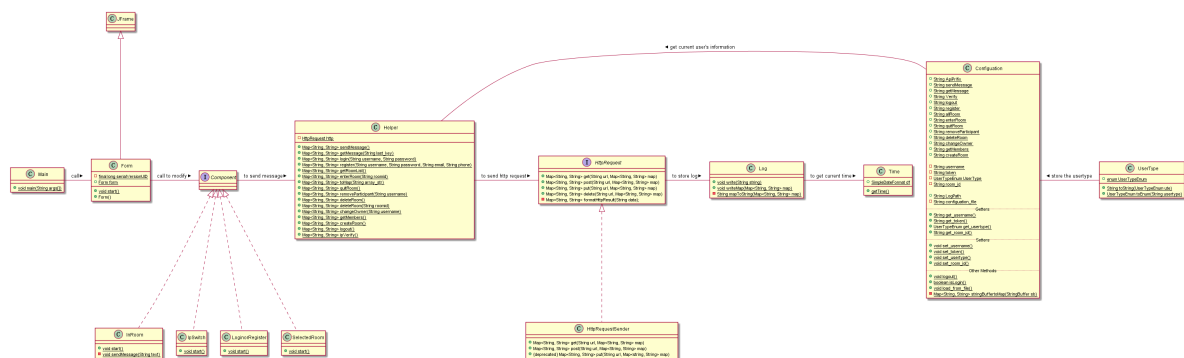 JFrame
◄ get current user's information
Configuation
String ApiPrifix
String sendMessage
String getMessage
String Verify
String logout
String register
String allRoom
String enterRoom
String quitRoom
String removeParticipant
String deleteRoom
String changeOwner
String getMembers
String createRoom
String username
String token
UserTypeEnum UserType
String room_id
String LogPath
String configuation_file
Getters
String get_username()
String get_token()
UserTypeEnum get_usertype()
String get_room_id()
Setters
void set_username()
void set_token()
void set_usertype()
void set_room_id()
Other Methods
void logout()
boolean isLogin()
void load_from_file()
Map<String, String> stringBuffertoMap(StringBuffer sb)
Main
void main(String args[])
call►
Form
final long serialVersionUID
Form form
void start()
Form()
call to modify ►
Component
to send message ►
Helper
HttpRequest http
Map<String, String> sendMessage()
Map<String, String> getMessage(String last_key)
Map<String, String> login(String username, String password)
Map<String, String> register(String username, String password, String email, String phone)
Map<String, String> getRoomList()
Map<String, String> enterRoom(String roomid)
Map<String, String> toMap(String array_str)
Map<String, String> quitRoom()
Map<String, String> removeParticipant(String username)
Map<String, String> deleteRoom()
Map<String, String> deleteRoom(String roomid)
Map<String, String> changeOwner(String username)
Map<String, String> getMembers()
Map<String, String> createRoom()
Map<String, String> logout()
Map<String, String> ipVerify()
to send http request ►
HttpRequest
Map<String, String> get(String url, Map<String, String> map)
Map<String, String> post(String url, Map<String, String> map)
Map<String, String> put(String url, Map<String, String> map)
Map<String, String> delete(String url, Map<String, String> map)
Map<String, String> formatHttpResult(String data);
to store log►
Log
void write(String string)
void writeMap(Map<String, String> map)
String mapToString(Map<String, String> map)
to get current time►
Time
SimpleDateFormat sf
getTime()
◄ store the usertype
UserType
enum UserTypeEnum
String toString(UserTypeEnum ute)
UserTypeEnum toEnum(String usertype)
InRoom
void start()
void sendMessage(String text)
IpSwitch
void start()
LoginorRegister
void start()
SelectedRoom
void start()
HttpRequestSender
Map<String, String> get(String url, Map<String, String> map)
Map<String, String> post(String url, Map<String, String> map)
(deprecated) Map<String, String> put(String url, Map<string, String> map)